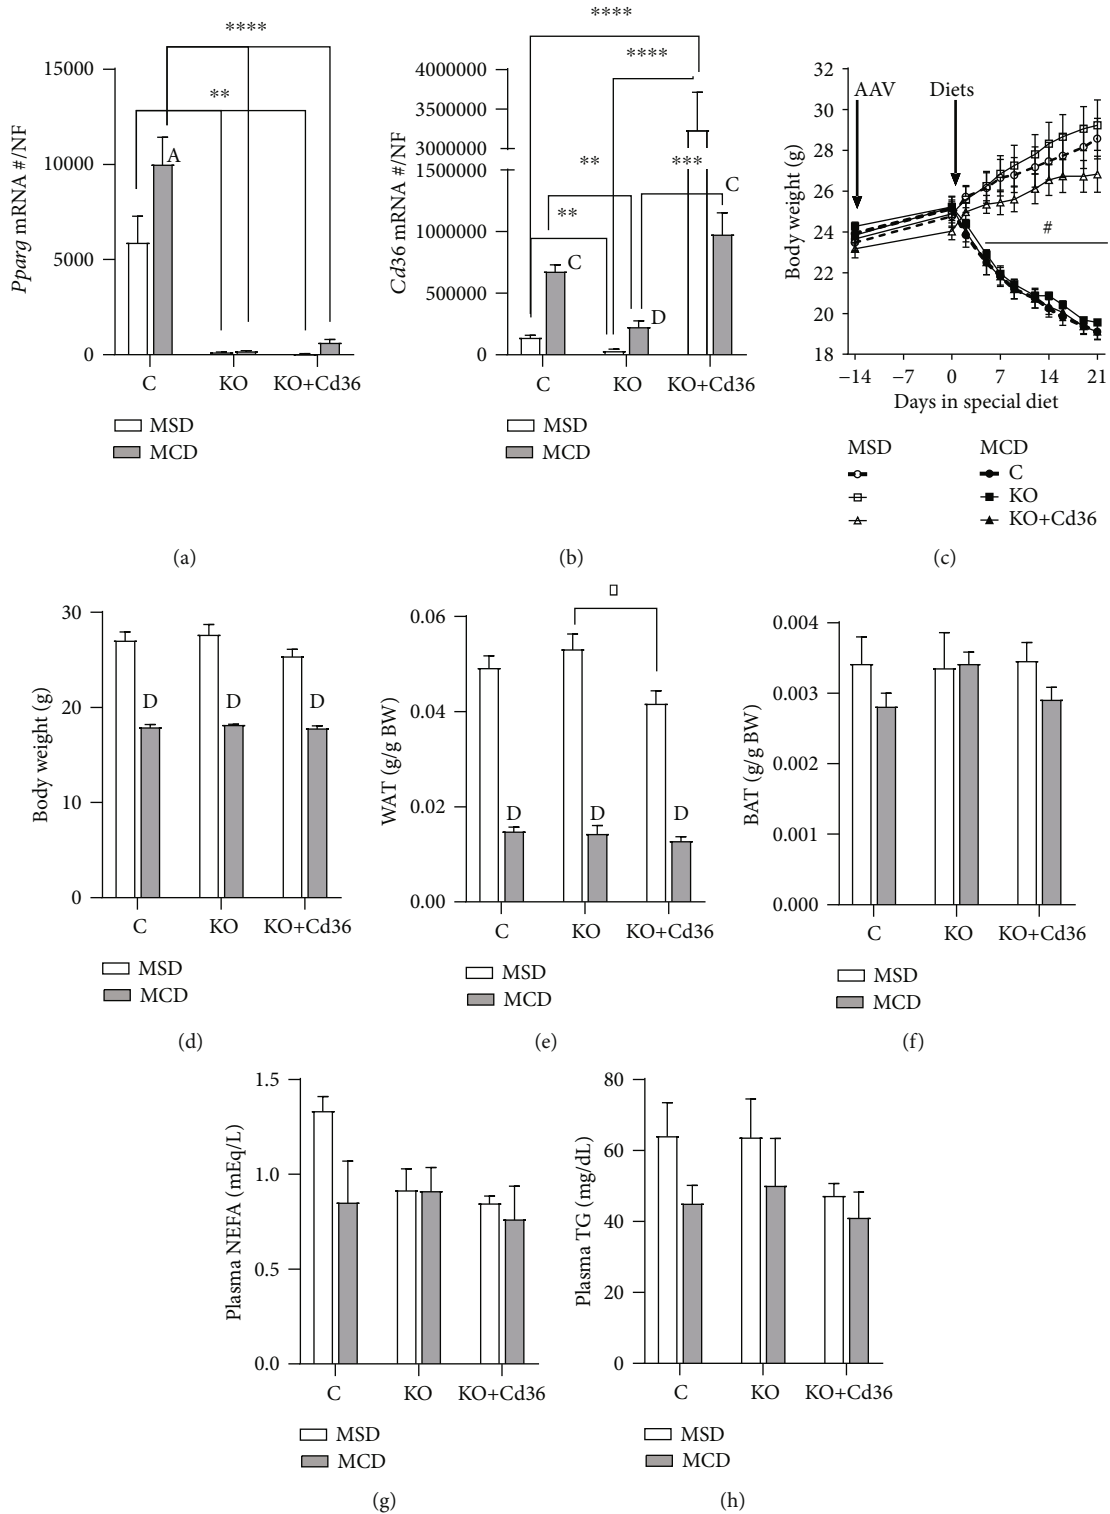 ****
**
15000
10000
5000
0
Pparg mRNA #/NF
A
C KO KO+Cd36
MSD
MCD
(a)
****
****
** ***
**
4000000
3500000
3000000
1500000
1000000
500000
0
Cd36 mRNA #/NF
C
D
C
C KO KO+Cd36
MSD
MCD
(b)
32
30
28
26
24
22
20
18
Body weight (g)
AAV Diets
#
−14 −7 0 7 14 21
Days in special diet
MSD MCD
C
KO
KO+Cd36
(c)
30
20
10
0
Body weight (g)
D D D
C KO KO+Cd36
MSD
MCD
(d)
0.06
0.04
0.02
0.00
WAT (g/g BW)
D D D
C KO KO+Cd36
MSD
MCD
(e)
0.004
0.003
0.002
0.001
0.000
BAT (g/g BW)
C KO KO+Cd36
MSD
MCD
(f)
1.5
1.0
0.5
0.0
Plasma NEFA (mEq/L)
C KO KO+Cd36
MSD
MCD
(g)
80
60
40
20
0
Plasma TG (mg/dL)
C KO KO+Cd36
MSD
MCD
(h)